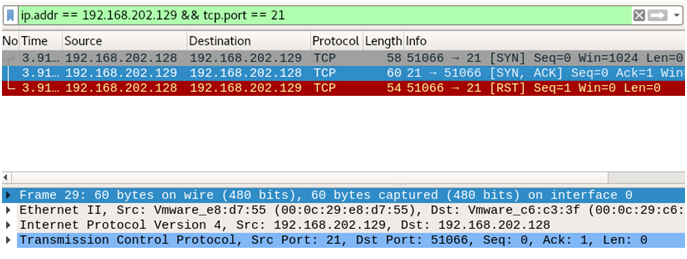 ip.addr == 192.168.202.129 && tcp.port == 21
No Time Source Destination Protocol Length Info
3.91… 192.168.202.128 192.168.202.129 TCP 58 51066 → 21 [SYN] Seq=0 Win=1024 Len=0
3.91… 192.168.202.129 192.168.202.128 TCP 60 21 → 51066 [SYN, ACK] Seq=0 Ack=1 Win=
3.91… 192.168.202.128 192.168.202.129 TCP 54 51066 → 21 [RST] Seq=1 Win=0 Len=0
Frame 29: 60 bytes on wire (480 bits), 60 bytes captured (480 bits) on interface 0
Ethernet II, Src: Vmware_e8:d7:55 (00:0c:29:e8:d7:55), Dst: Vmware_c6:c3:3f (00:0c:29:c6:
Internet Protocol Version 4, Src: 192.168.202.129, Dst: 192.168.202.128
Transmission Control Protocol, Src Port: 21, Dst Port: 51066, Seq: 0, Ack: 1, Len: 0